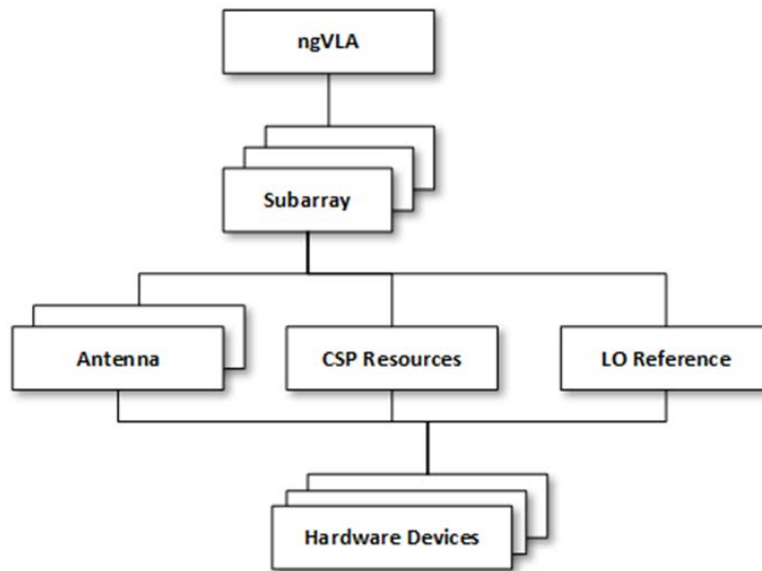 ngVLA
Subarray
Antenna
CSP Resources
LO Reference
Hardware Devices